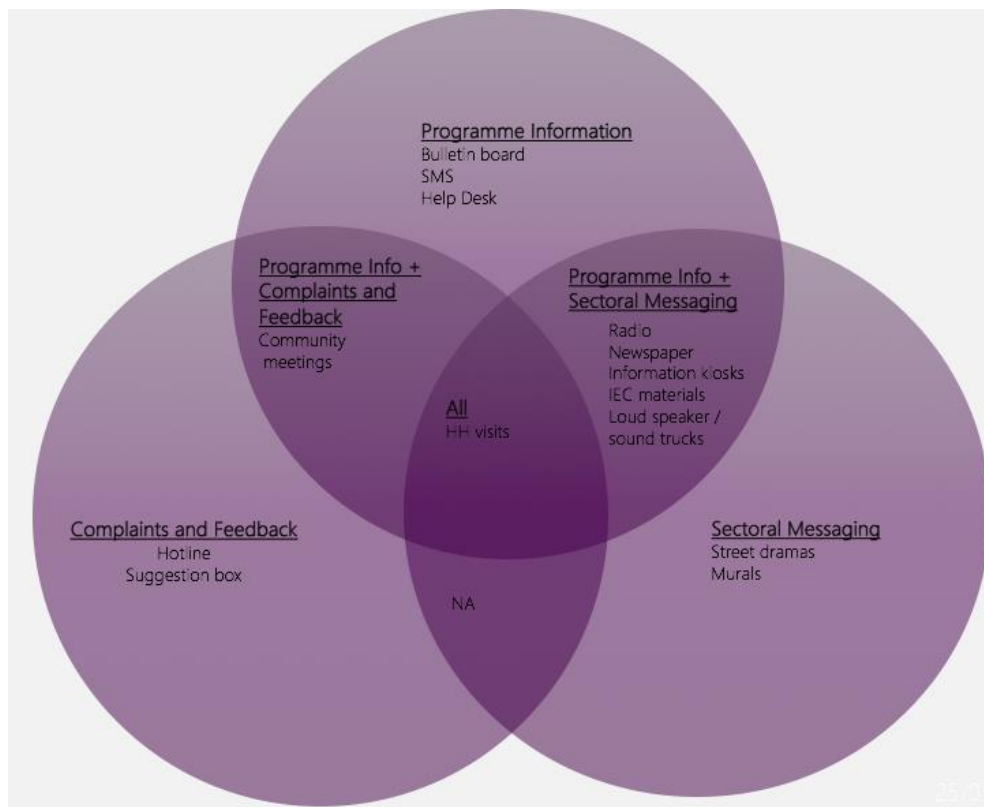 Programme Information
Bulletin board
SMS
Help Desk
Programme Info +
Complaints and
Feedback
Community
meetings
Programme Info +
Sectoral Messaging
Radio
Newspaper
Information kiosks
IEC materials
Loud speaker /
sound trucks
All
HH visits
Complaints and Feedback
Hotline
Suggestion box
Sectoral Messaging
Street dramas
Murals
NA